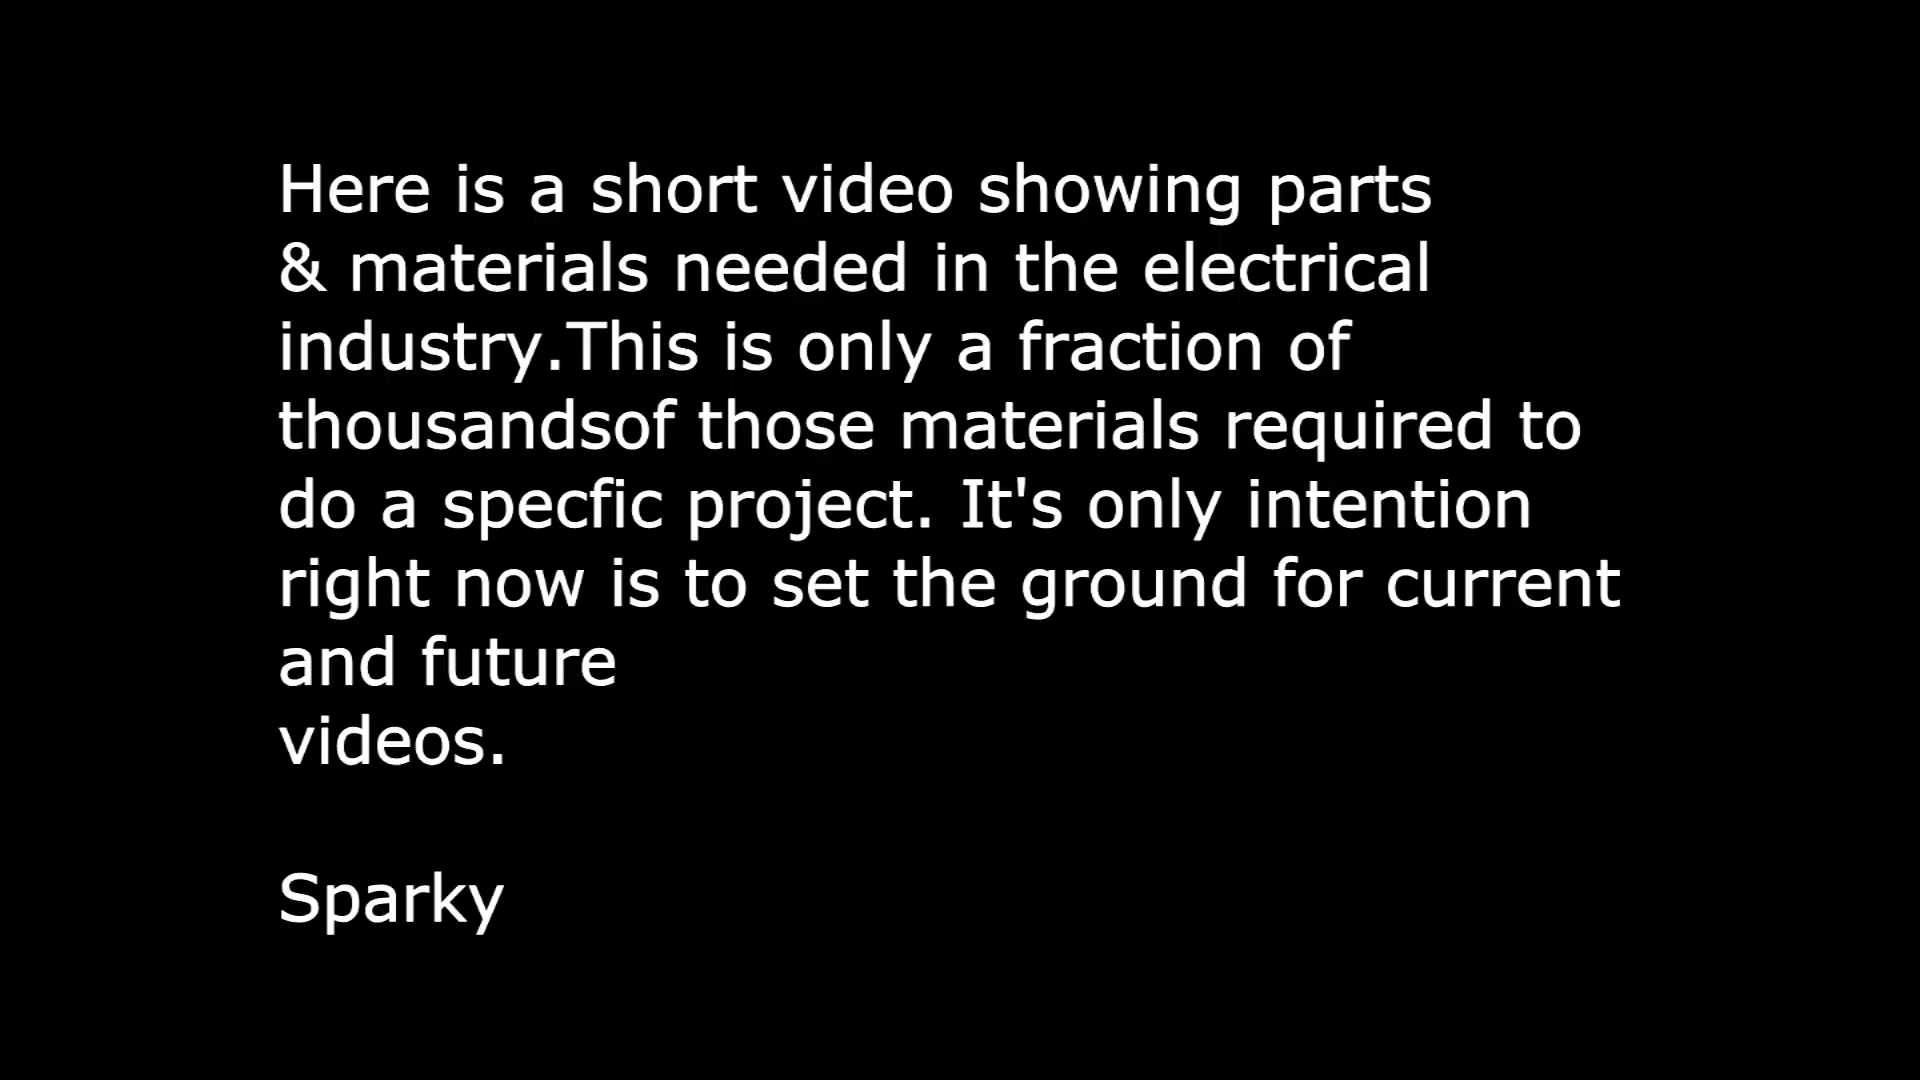 Here is a short video showing parts
& materials needed in the electrical
industry.This is only a fraction of
thousandsof those materials required to
do a specfic project. It's only intention
right now is to set the ground for current
and future
videos.
Sparky